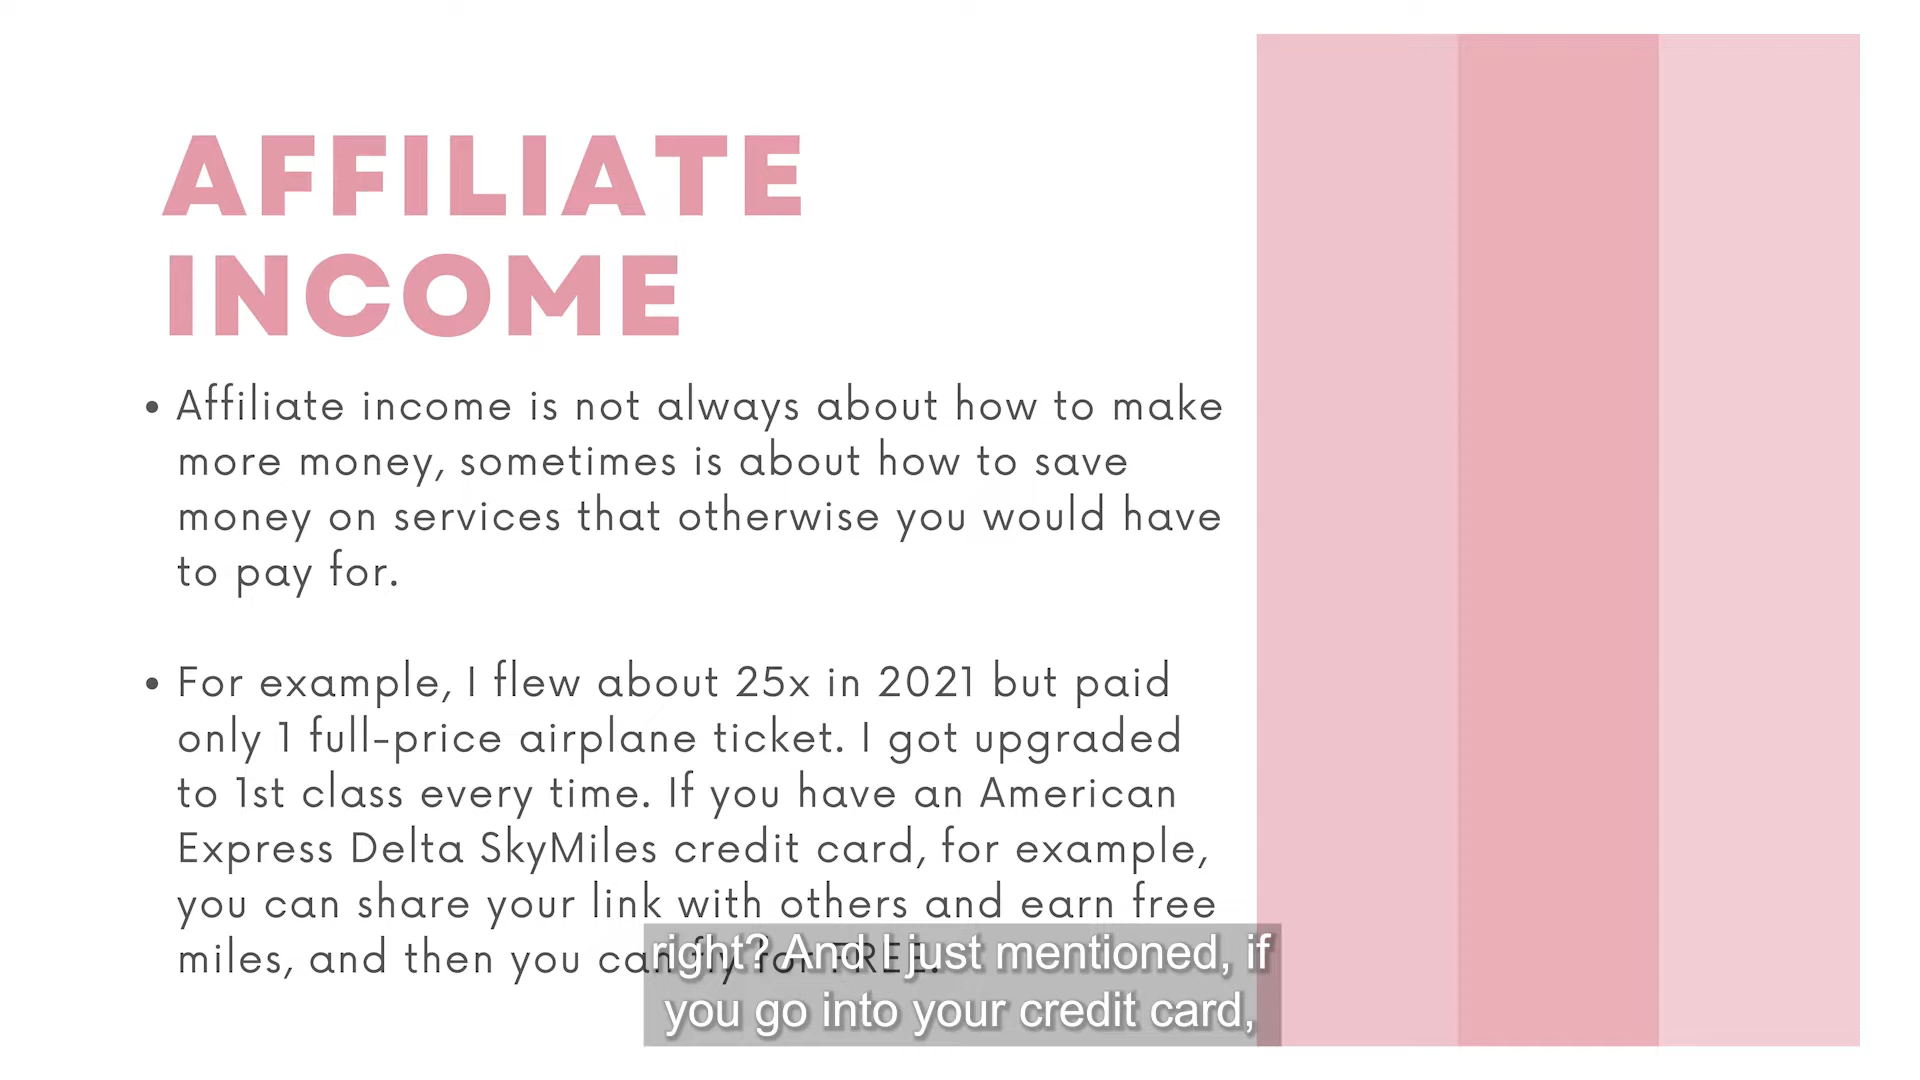 AFFILIATE
INCOME
• Affiliate income is not always about how to make
more money, sometimes is about how to save
money on services that otherwise you would have
to pay for.
• For example, I flew about 25x in 2021 but paid
only 1 full-price airplane ticket. I got upgraded
to 1st class every time. If you have an American
Express Delta SkyMiles credit card, for example,
you can share your link with others and earn free
miles, and then you can fly for FREE.
right? And I just mentioned, if
you go into your credit card,